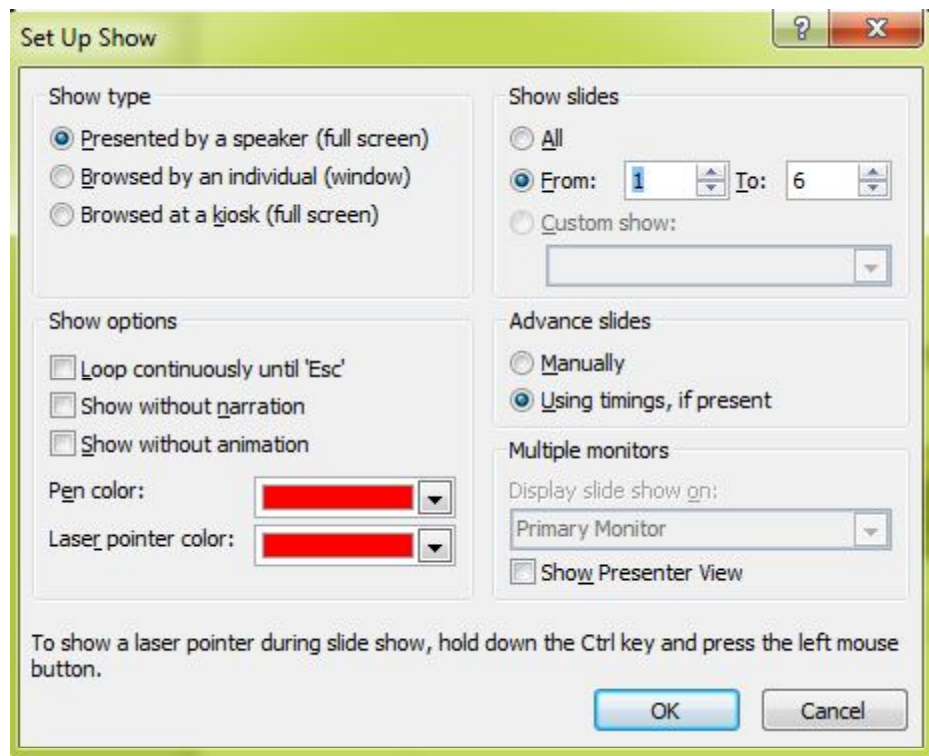 Set Up Show
Show type
Presented by a speaker (full screen)
Browsed by an individual (window)
Browsed at a kiosk (full screen)
Show slides
All
From: 1 To: 6
Custom show:
Show options
Loop continuously until 'Esc'
Show without narration
Show without animation
Pen color:
Laser pointer color:
Advance slides
Manually
Using timings, if present
Multiple monitors
Display slide show on:
Primary Monitor
Show Presenter View
To show a laser pointer during slide show, hold down the Ctrl key and press the left mouse
button.
OK Cancel